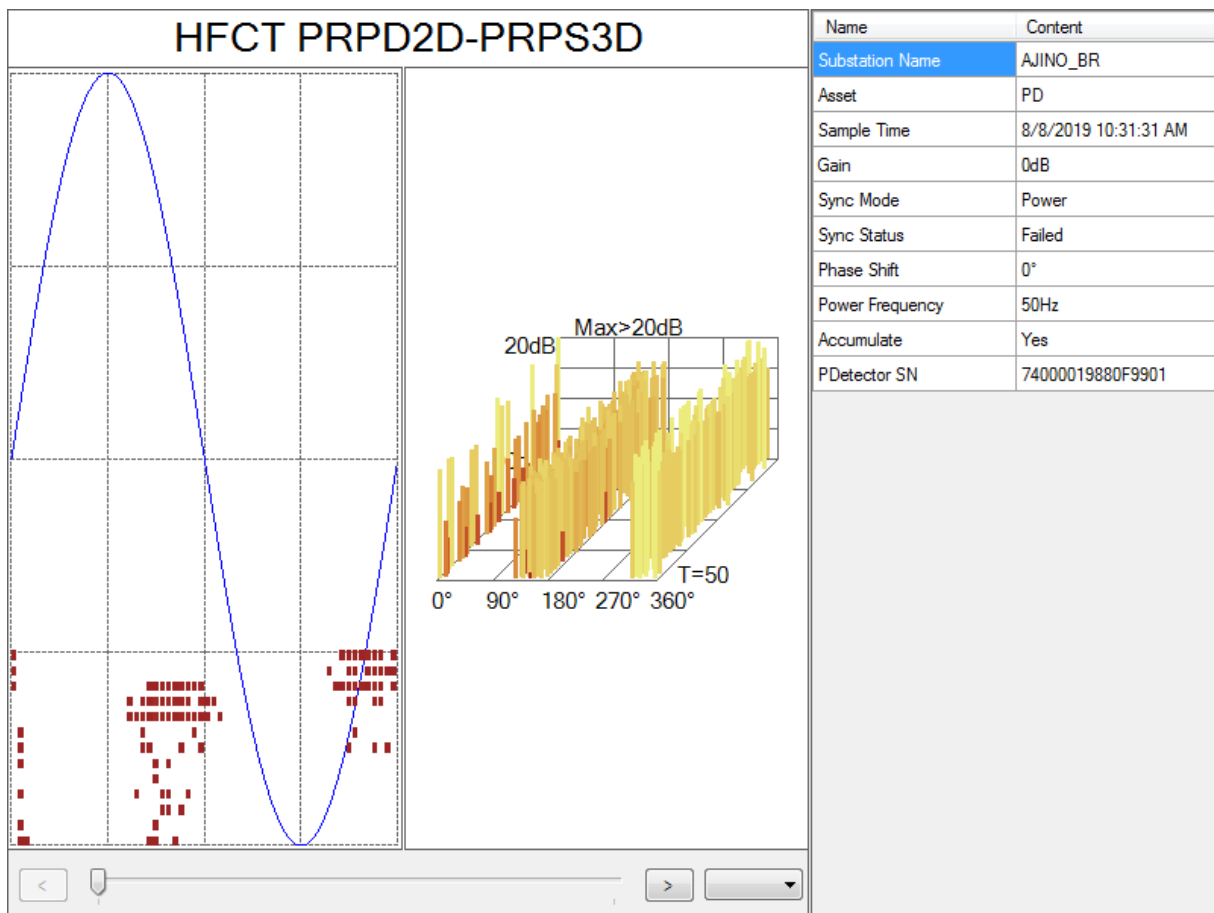 HFCT PRPD2D-PRPS3D
Max>20dB
20dB
T=50
0° 90° 180° 270° 360°
<
>
Name Content
Substation Name AJINO_BR
Asset PD
Sample Time 8/8/2019 10:31:31 AM
Gain 0dB
Sync Mode Power
Sync Status Failed
Phase Shift 0°
Power Frequency 50Hz
Accumulate Yes
PDetector SN 74000019880F9901